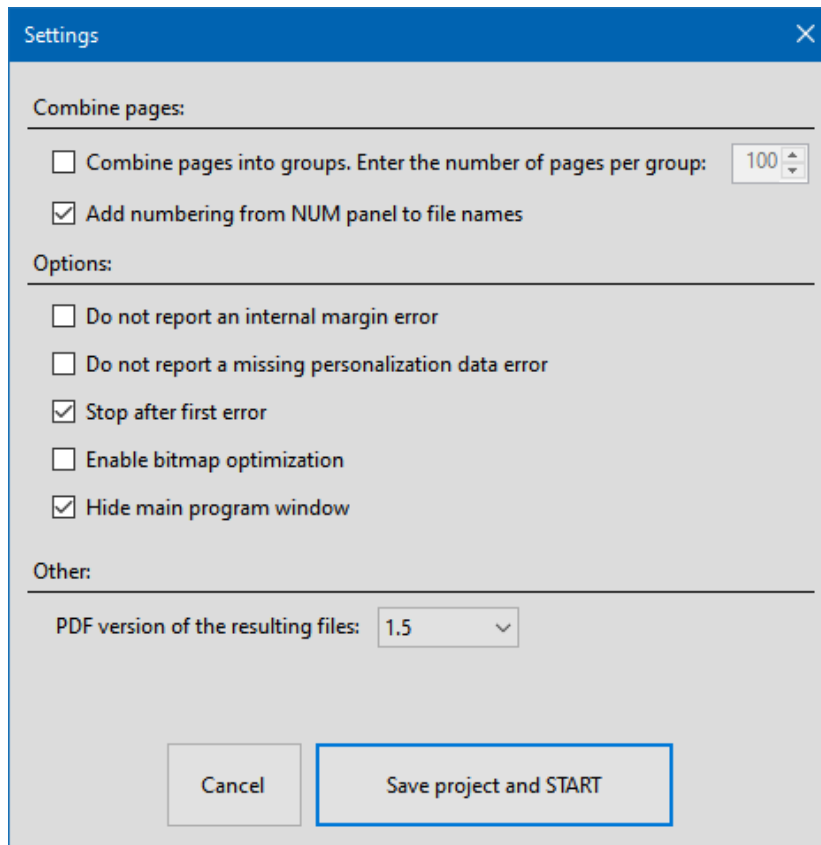 Settings
Combine pages:
Combine pages into groups. Enter the number of pages per group: 100
Add numbering from NUM panel to file names
Options:
Do not report an internal margin error
Do not report a missing personalization data error
Stop after first error
Enable bitmap optimization
Hide main program window
Other:
PDF version of the resulting files: 1.5
Cancel Save project and START